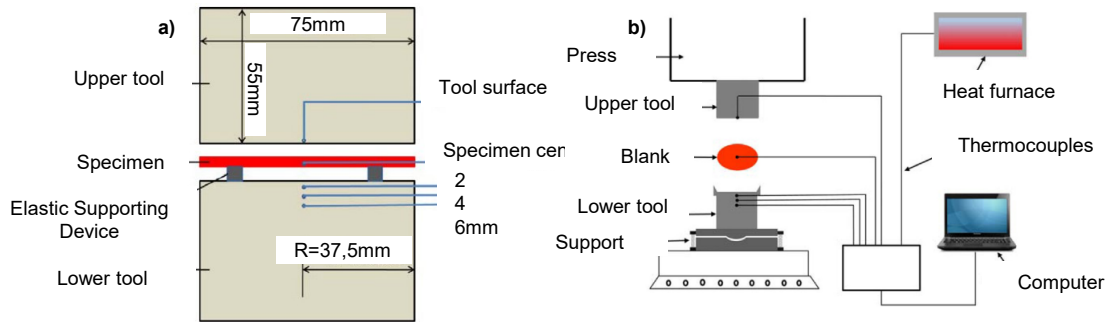 a)
75mm
55mm
Upper tool
Tool surface
Specimen
Specimen cen
2
4
6mm
Elastic Supporting
Device
R=37,5mm
Lower tool
b)
Press
Heat furnace
Upper tool
Thermocouples
Blank
Lower tool
Support
Computer